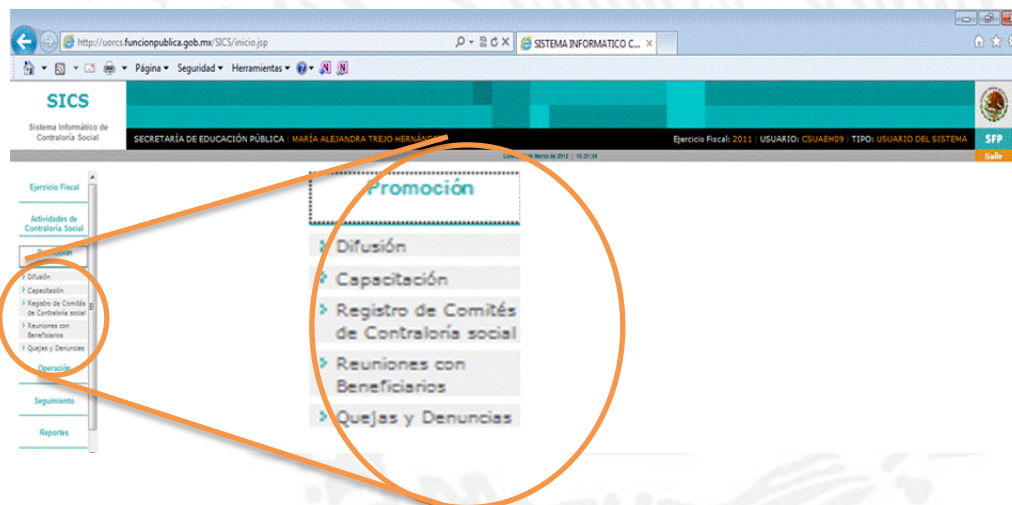 http://uorcs.funcionpublica.gob.mx/SICS/inicio.jsp
SISTEMA INFORMATICO C...
Página Seguridad Herramientas
SICS
Sistema Informático de
Contraloría Social
SECRETARÍA DE EDUCACIÓN PÚBLICA | MARÍA ALEJANDRA TREJO
Ejercicio Fiscal: 2011 | USUARIO: CSUAEH09 | TIPO: USUARIO DEL SISTEMA
SFP
Salir
Ejercicio Fiscal
Actividades de
Contraloría Social
Promoción
Difusión
Capacitación
Registro de Comités
de Contraloría social
Reuniones con
Beneficiarios
Quejas y Denuncias
Operación
Seguimiento
Reportes
Promoción
Difusión
Capacitación
Registro de Comités
de Contraloría social
Reuniones con
Beneficiarios
Quejas y Denuncias